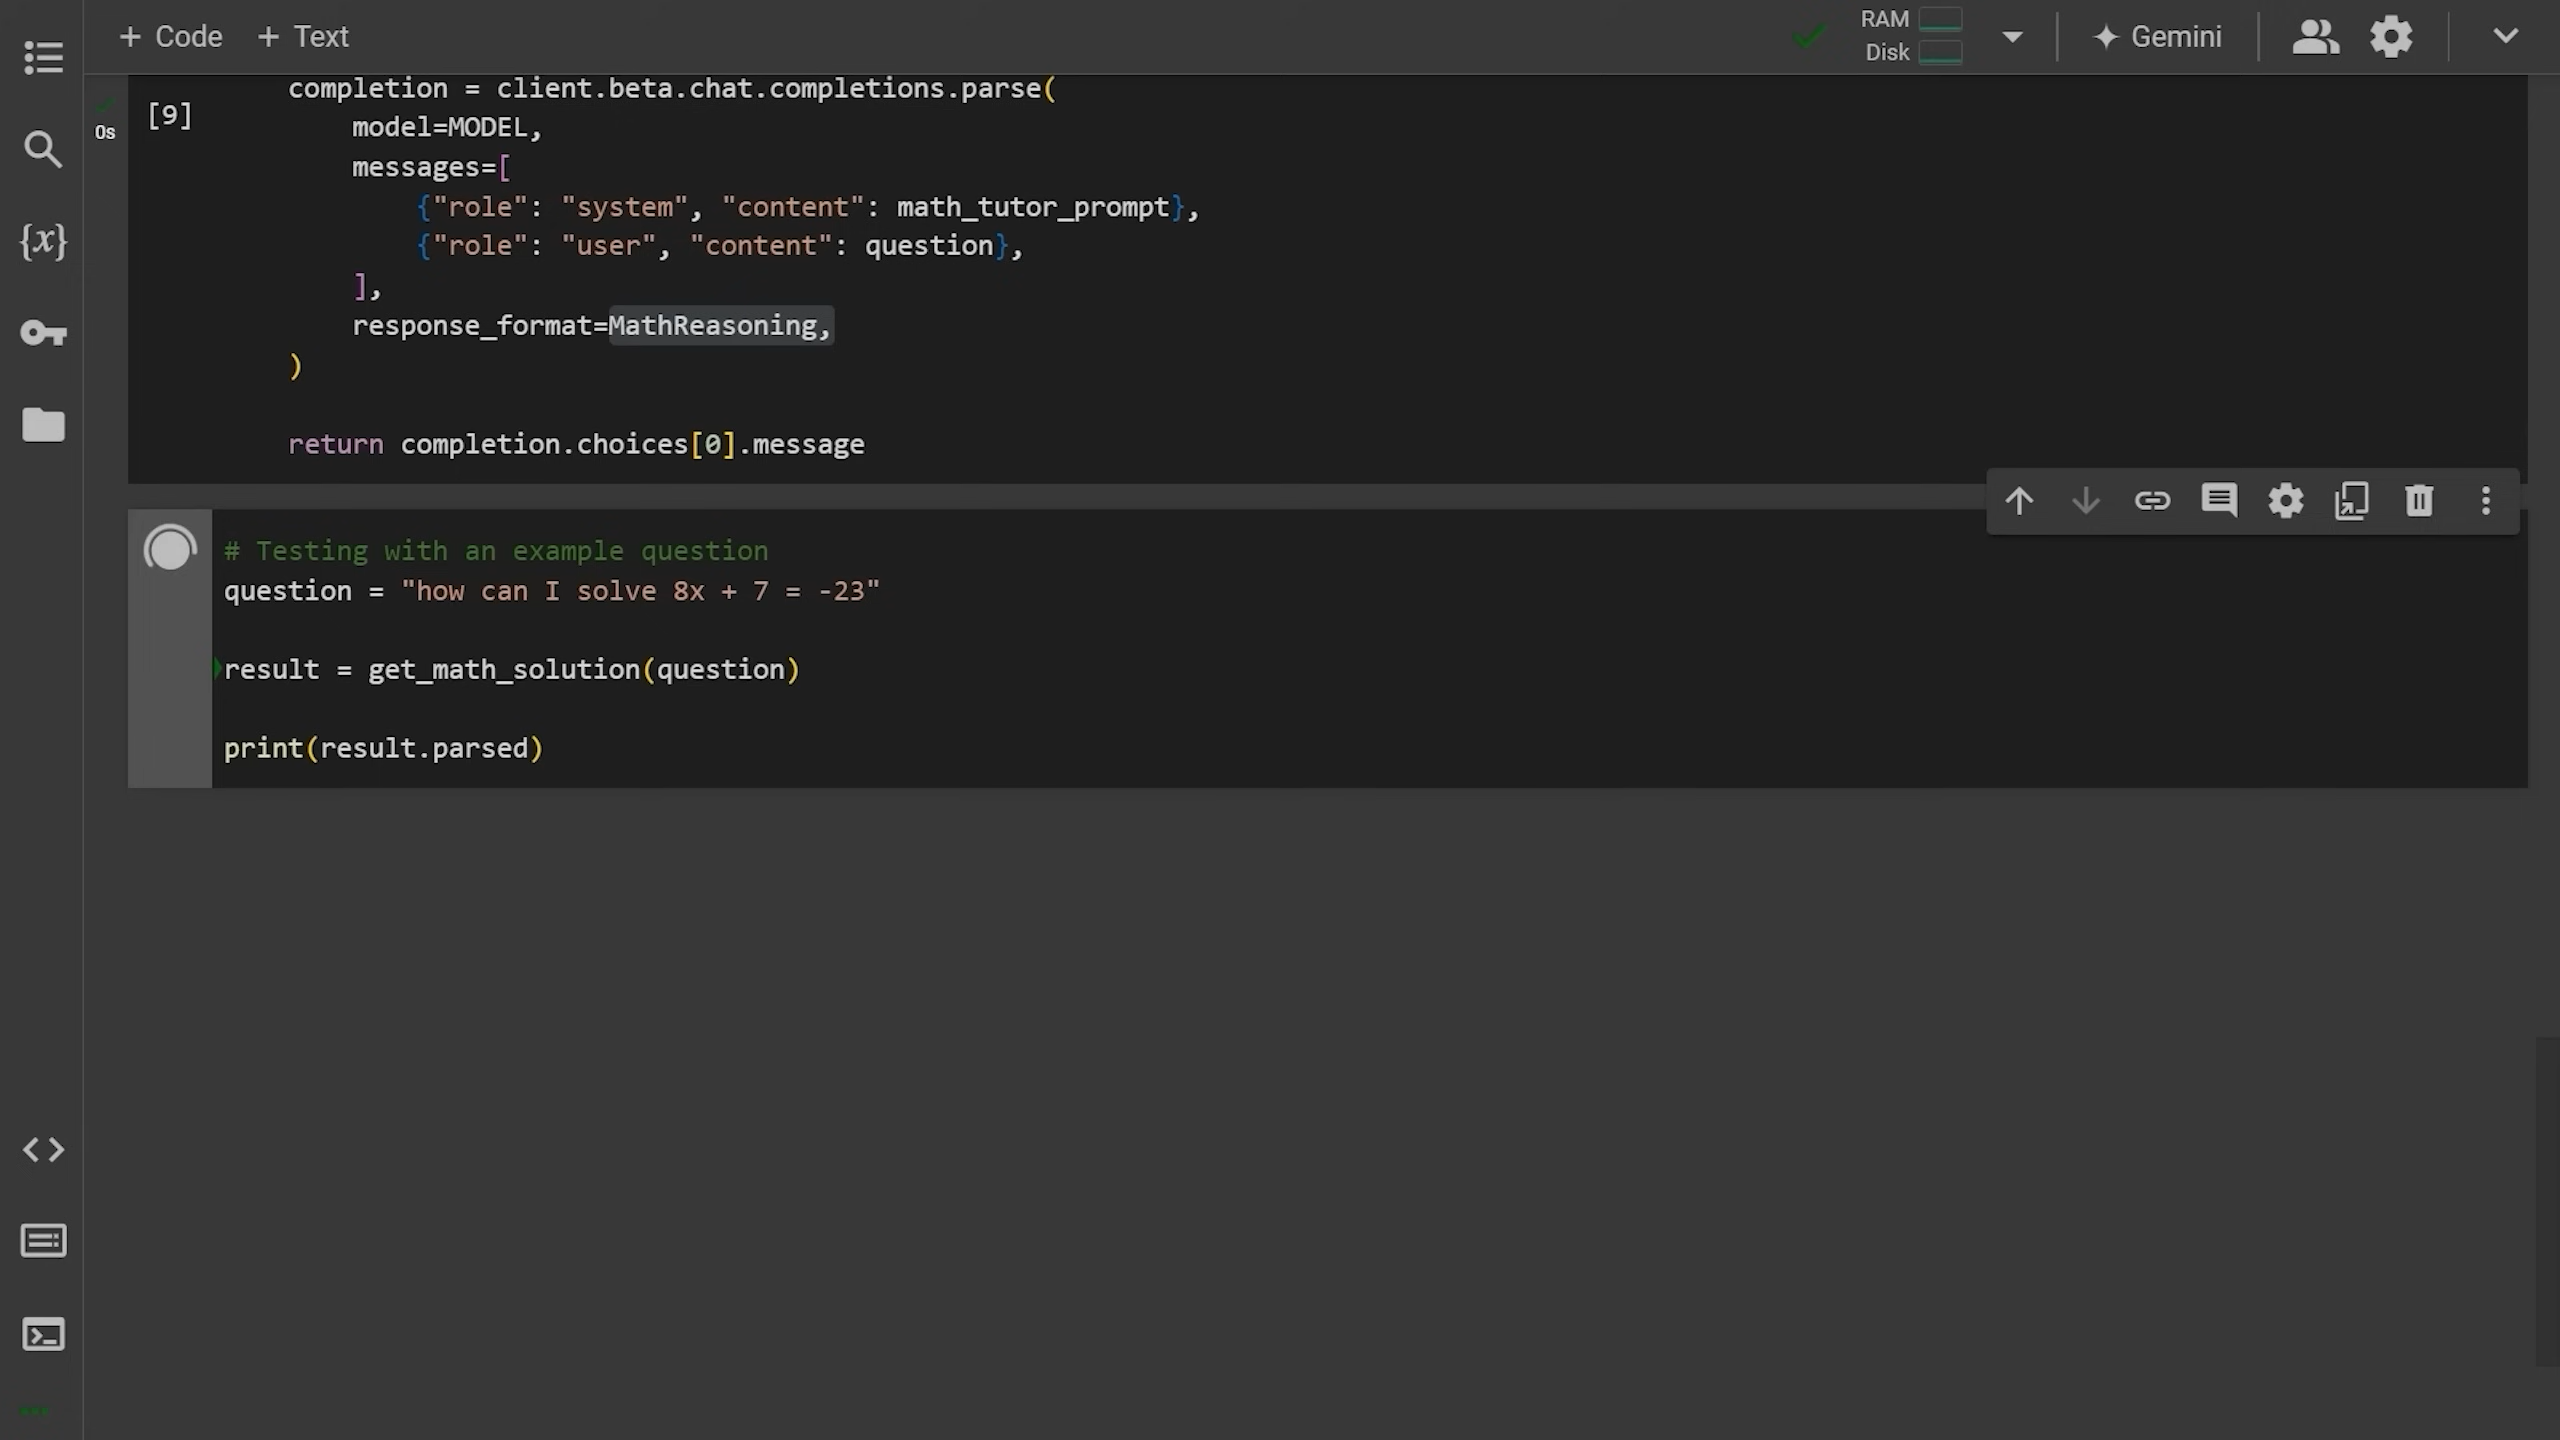 + Code + Text
RAM
Disk
Gemini
completion = client.beta.chat.completions.parse(
[9]
0s
model=MODEL,
messages=[
{"role": "system", "content": math_tutor_prompt},
{"role": "user", "content": question},
],
response_format=MathReasoning,
)
return completion.choices[0].message
# Testing with an example question
question = "how can I solve 8x + 7 = -23"
result = get_math_solution(question)
print(result.parsed)
{x}